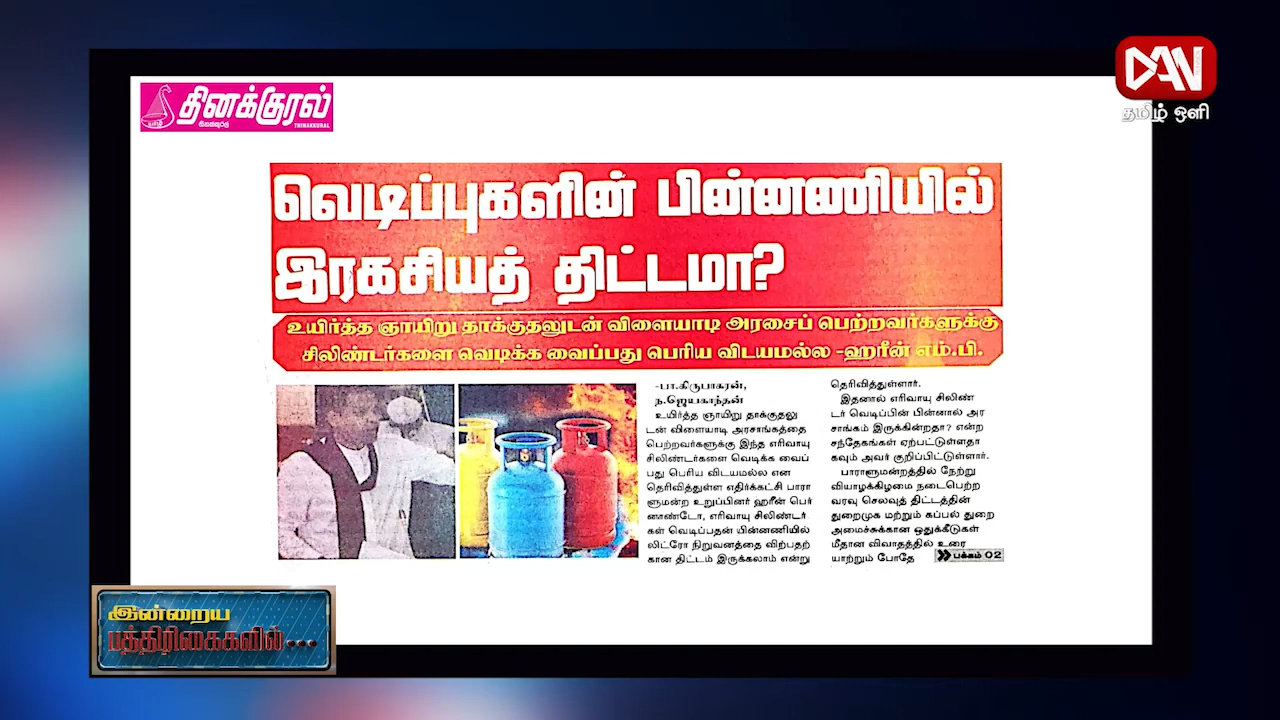 DAN
தமிழ் ஒளி
தினக்குரல்
THINAKKURAL
வெடிப்புகளின் பின்னணியில்
இரகசியத் திட்டமா?
உயிர்த்த ஞாயிறு தாக்குதலுடன் விளையாடி அரசைப் பெற்றவர்களுக்கு
சிலிண்டர்களை வெடிக்க வைப்பது பெரிய விடயமல்ல -ஹரீன் எம்.பி.
-பா.கிருபாகரன்,
ந.ஜெயகாந்தன்
உயிர்த்த ஞாயிறு தாக்குதலு
டன் விளையாடி அரசாங்கத்தை
பெற்றவர்களுக்கு இந்த எரிவாயு
சிலிண்டர்களை வெடிக்க வைப்
பது பெரிய விடயமல்ல என
தெரிவித்துள்ள எதிர்க்கட்சி பாரா
ளுமன்ற உறுப்பினர் ஹரீன் பெர்
னாண்டோ, எரிவாயு சிலிண்டர்
கள் வெடிப்பதன் பின்னணியில்
லிட்ரோ நிறுவனத்தை விற்பதற்
கான திட்டம் இருக்கலாம் என்று
தெரிவித்துள்ளார்.
இதனால் எரிவாயு சிலிண்
டர் வெடிப்பின் பின்னால் அர
சாங்கம் இருக்கின்றதா? என்ற
சந்தேகங்கள் ஏற்பட்டுள்ளதா
கவும் அவர் குறிப்பிட்டுள்ளார்.
பாராளுமன்றத்தில் நேற்று
வியாழக்கிழமை நடைபெற்ற
வரவு செலவுத் திட்டத்தின்
துறைமுக மற்றும் கப்பல் துறை
அமைச்சுக்கான ஒதுக்கீடுகள்
மீதான விவாதத்தில் உரை
யாற்றும் போதே
பக்கம் 02
இன்றைய
பத்திரிகைகளில்...